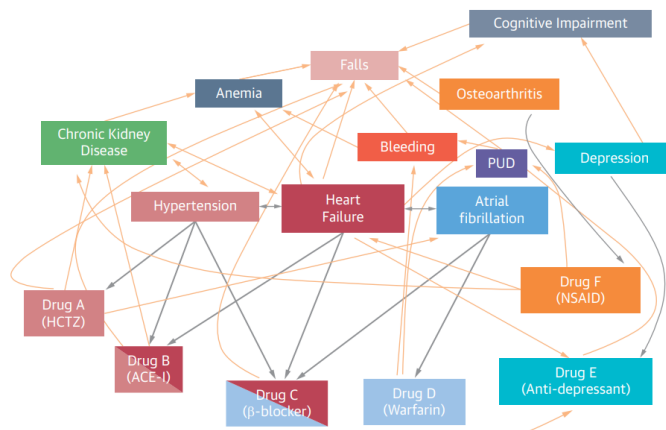 Cognitive Impairment
Falls
Anemia
Osteoarthritis
Chronic Kidney
Disease
Bleeding
PUD
Depression
Hypertension
Heart
Failure
Atrial
fibrillation
Drug A
(HCTZ)
Drug F
(NSAID)
Drug B
(ACE-I)
Drug C
(β-blocker)
Drug D
(Warfarin)
Drug E
(Anti-depressant)